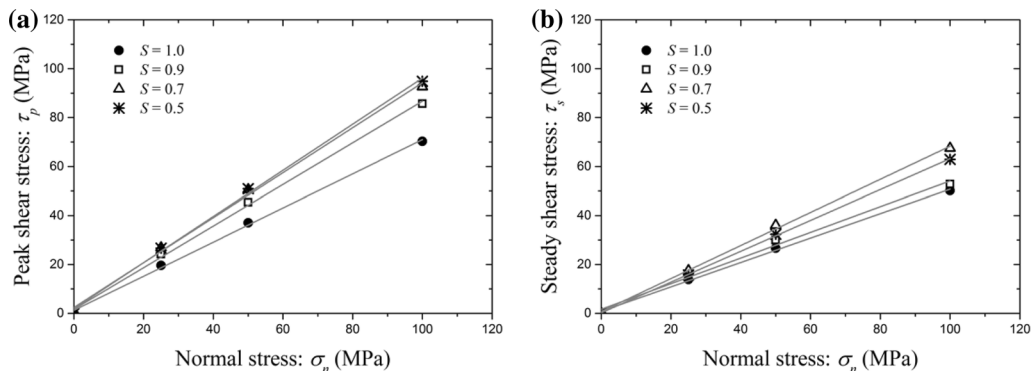 (a)
Peak shear stress: τp (MPa)
120
100
80
60
40
20
0
S = 1.0
S = 0.9
S = 0.7
S = 0.5
0 20 40 60 80 100 120
Normal stress: σn (MPa)
(b)
Steady shear stress: τs (MPa)
120
100
80
60
40
20
0
S = 1.0
S = 0.9
S = 0.7
S = 0.5
0 20 40 60 80 100 120
Normal stress: σn (MPa)